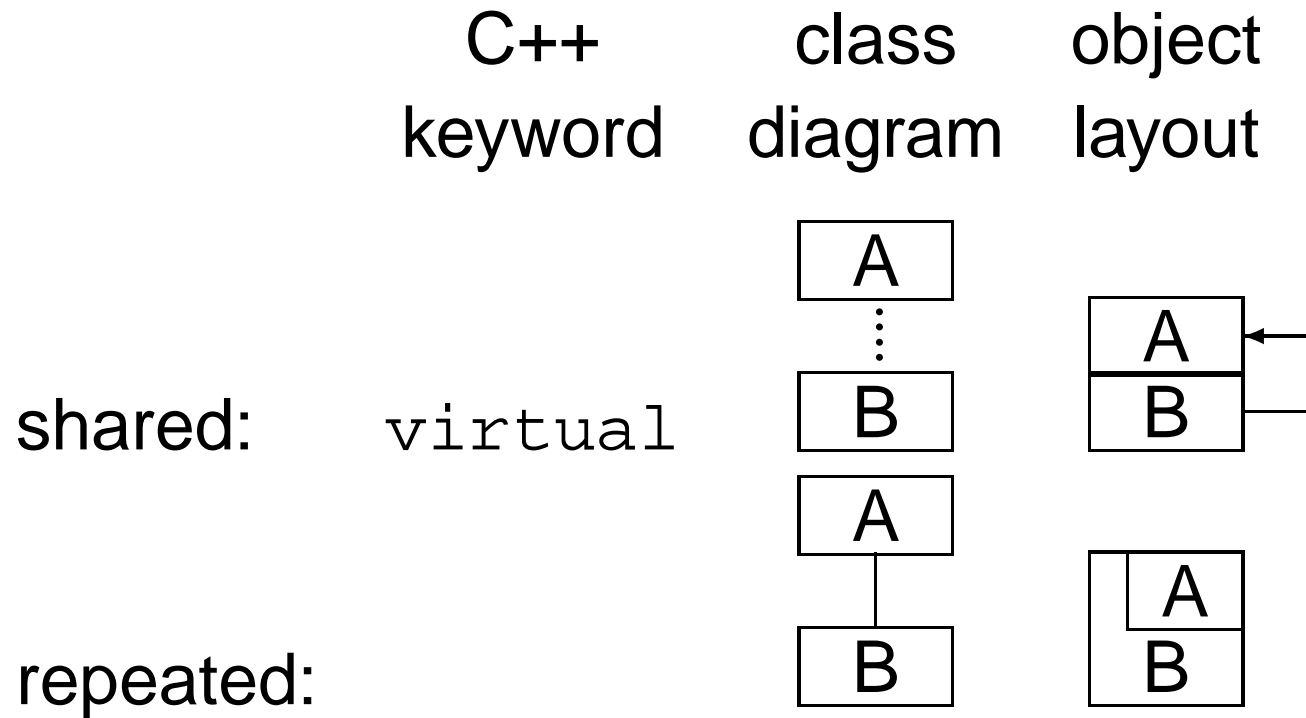 C++ class object
keyword diagram layout
A
A
shared: virtual B B
A
A
repeated: B B